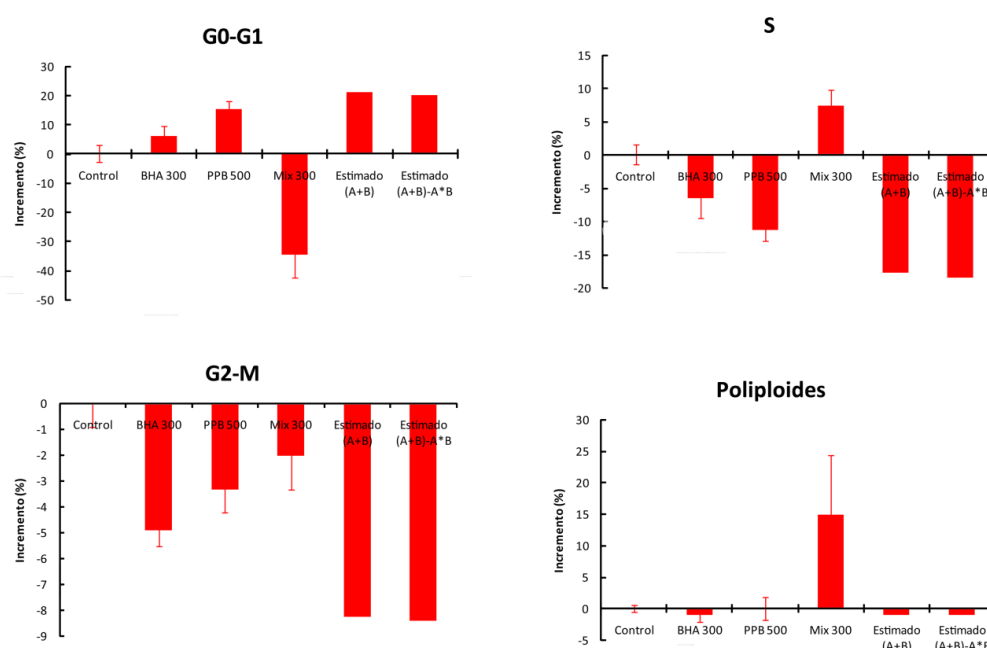 G0-G1
Incremento (%)
30
20
10
0
-10
-20
-30
-40
-50
Control
BHA 300
PPB 500
Mix 300
Estimado
(A+B)
Estimado
(A+B)-A*B
S
Incremento (%)
15
10
5
0
-5
-10
-15
-20
Control
BHA 300
PPB 500
Mix 300
Estimado
(A+B)
Estimado
(A+B)-A*B
G2-M
Incremento (%)
0
-1
-2
-3
-4
-5
-6
-7
-8
-9
Control
BHA 300
PPB 500
Mix 300
Estimado
(A+B)
Estimado
(A+B)-A*B
Poliploides
Incremento (%)
30
25
20
15
10
5
0
-5
Control
BHA 300
PPB 500
Mix 300
Estimado
(A+B)
Estimado
(A+B)-A*B